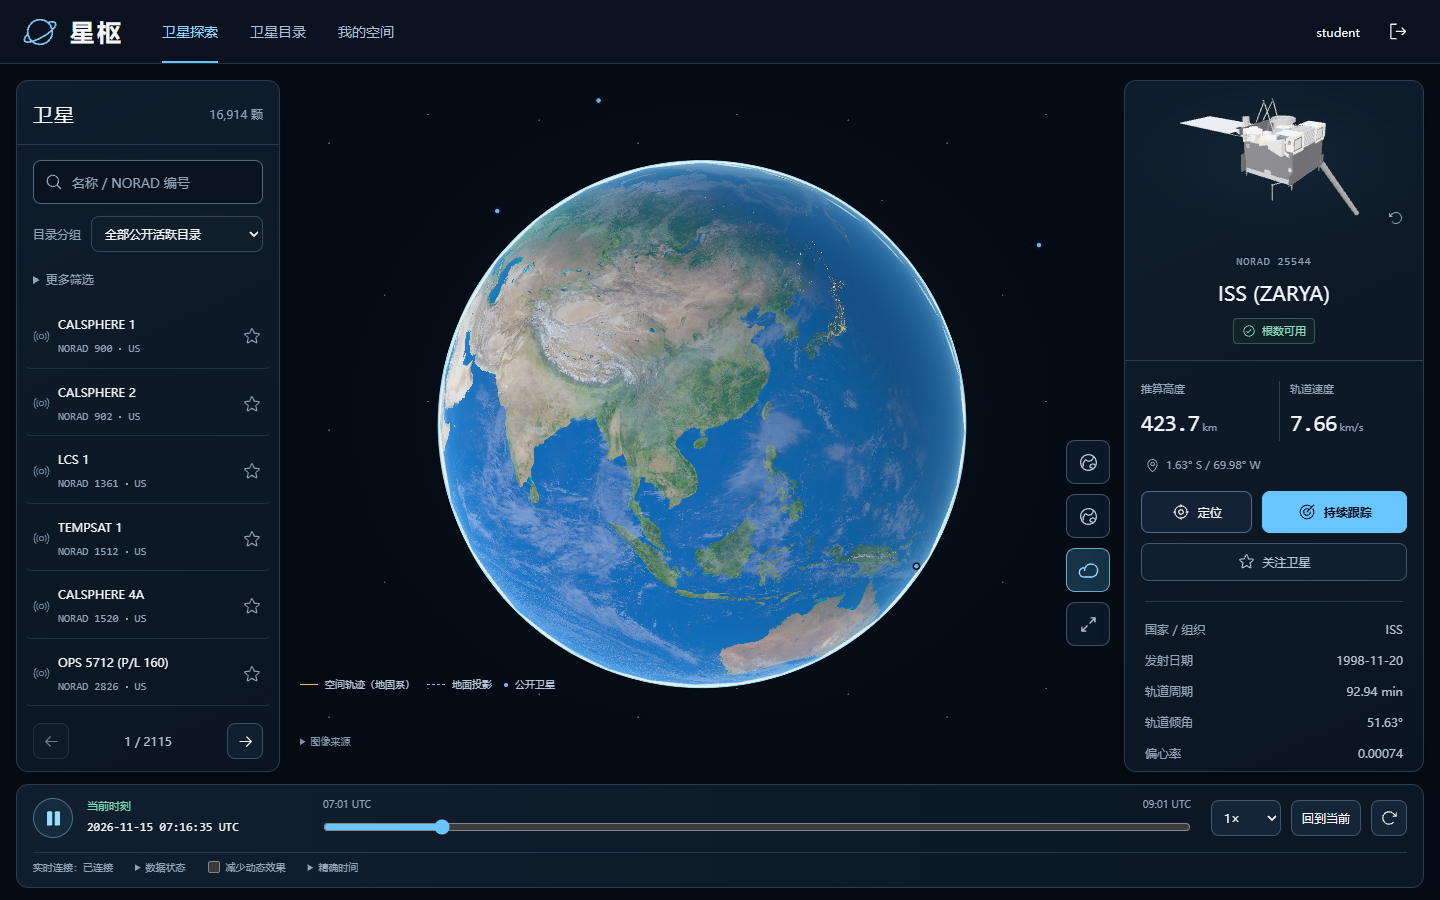 星枢
卫星探索
卫星目录
我的空间
student
卫星
16,914 颗
名称 / NORAD 编号
目录分组
全部公开活跃目录
更多筛选
CALSPHERE 1
NORAD 900 • US
CALSPHERE 2
NORAD 902 • US
LCS 1
NORAD 1361 • US
TEMPSAT 1
NORAD 1512 • US
CALSPHERE 4A
NORAD 1520 • US
OPS 5712 (P/L 160)
NORAD 2826 • US
1 / 2115
空间轨迹（地固系）
地面投影
公开卫星
图像来源
NORAD 25544
ISS (ZARYA)
根数可用
推算高度
轨道速度
423.7 km
7.66 km/s
1.63° S / 69.98° W
定位
持续跟踪
关注卫星
国家 / 组织
ISS
发射日期
1998-11-20
轨道周期
92.94 min
轨道倾角
51.63°
偏心率
0.00074
当前时刻
2026-11-15 07:16:35 UTC
07:01 UTC
09:01 UTC
1×
回到当前
实时连接：已连接
数据状态
减少动态效果
精确时间